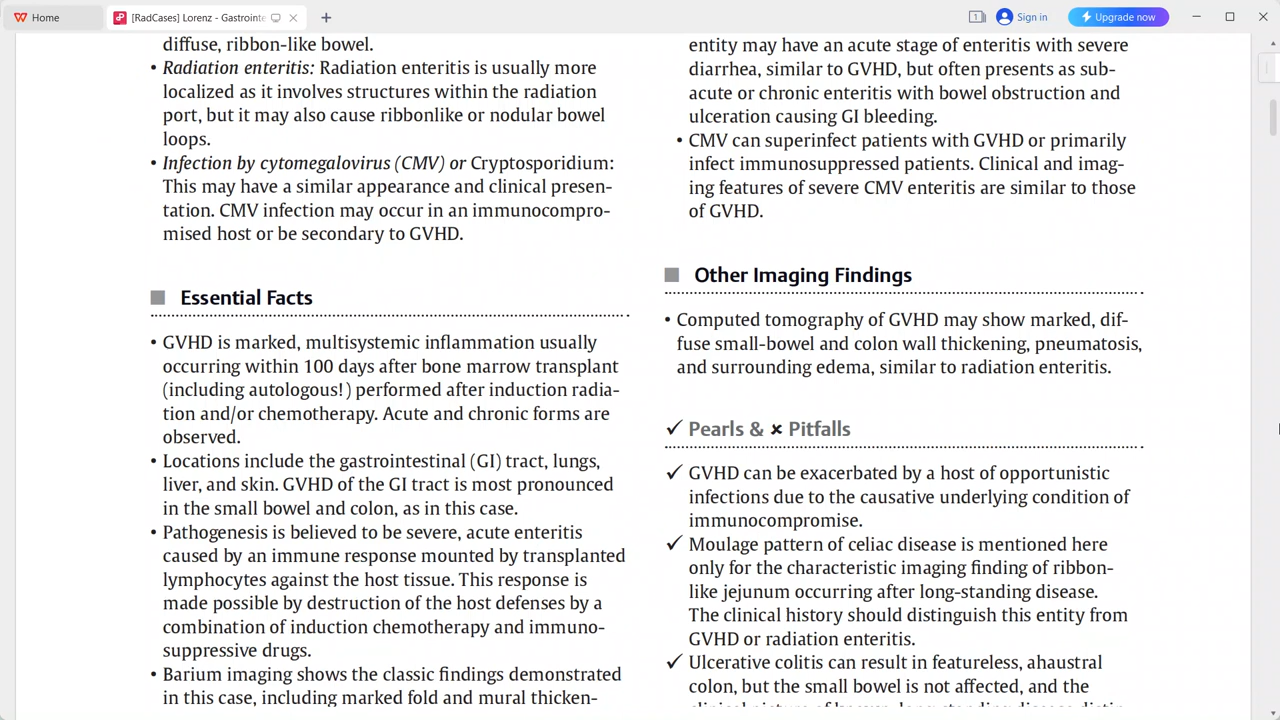 Home
[RadCases] Lorenz - Gastrointe
1
Sign in
Upgrade now
diffuse, ribbon-like bowel.
• Radiation enteritis: Radiation enteritis is usually more
localized as it involves structures within the radiation
port, but it may also cause ribbonlike or nodular bowel
loops.
• Infection by cytomegalovirus (CMV) or Cryptosporidium:
This may have a similar appearance and clinical presen-
tation. CMV infection may occur in an immunocompro-
mised host or be secondary to GVHD.
Essential Facts
• GVHD is marked, multisystemic inflammation usually
occurring within 100 days after bone marrow transplant
(including autologous!) performed after induction radia-
tion and/or chemotherapy. Acute and chronic forms are
observed.
• Locations include the gastrointestinal (GI) tract, lungs,
liver, and skin. GVHD of the GI tract is most pronounced
in the small bowel and colon, as in this case.
• Pathogenesis is believed to be severe, acute enteritis
caused by an immune response mounted by transplanted
lymphocytes against the host tissue. This response is
made possible by destruction of the host defenses by a
combination of induction chemotherapy and immuno-
suppressive drugs.
• Barium imaging shows the classic findings demonstrated
in this case, including marked fold and mural thicken-
entity may have an acute stage of enteritis with severe
diarrhea, similar to GVHD, but often presents as sub-
acute or chronic enteritis with bowel obstruction and
ulceration causing GI bleeding.
• CMV can superinfect patients with GVHD or primarily
infect immunosuppressed patients. Clinical and imag-
ing features of severe CMV enteritis are similar to those
of GVHD.
Other Imaging Findings
• Computed tomography of GVHD may show marked, dif-
fuse small-bowel and colon wall thickening, pneumatosis,
and surrounding edema, similar to radiation enteritis.
✓ Pearls & ✘ Pitfalls
✓ GVHD can be exacerbated by a host of opportunistic
infections due to the causative underlying condition of
immunocompromise.
✓ Moulage pattern of celiac disease is mentioned here
only for the characteristic imaging finding of ribbon-
like jejunum occurring after long-standing disease.
The clinical history should distinguish this entity from
GVHD or radiation enteritis.
✓ Ulcerative colitis can result in featureless, ahaustral
colon, but the small bowel is not affected, and the